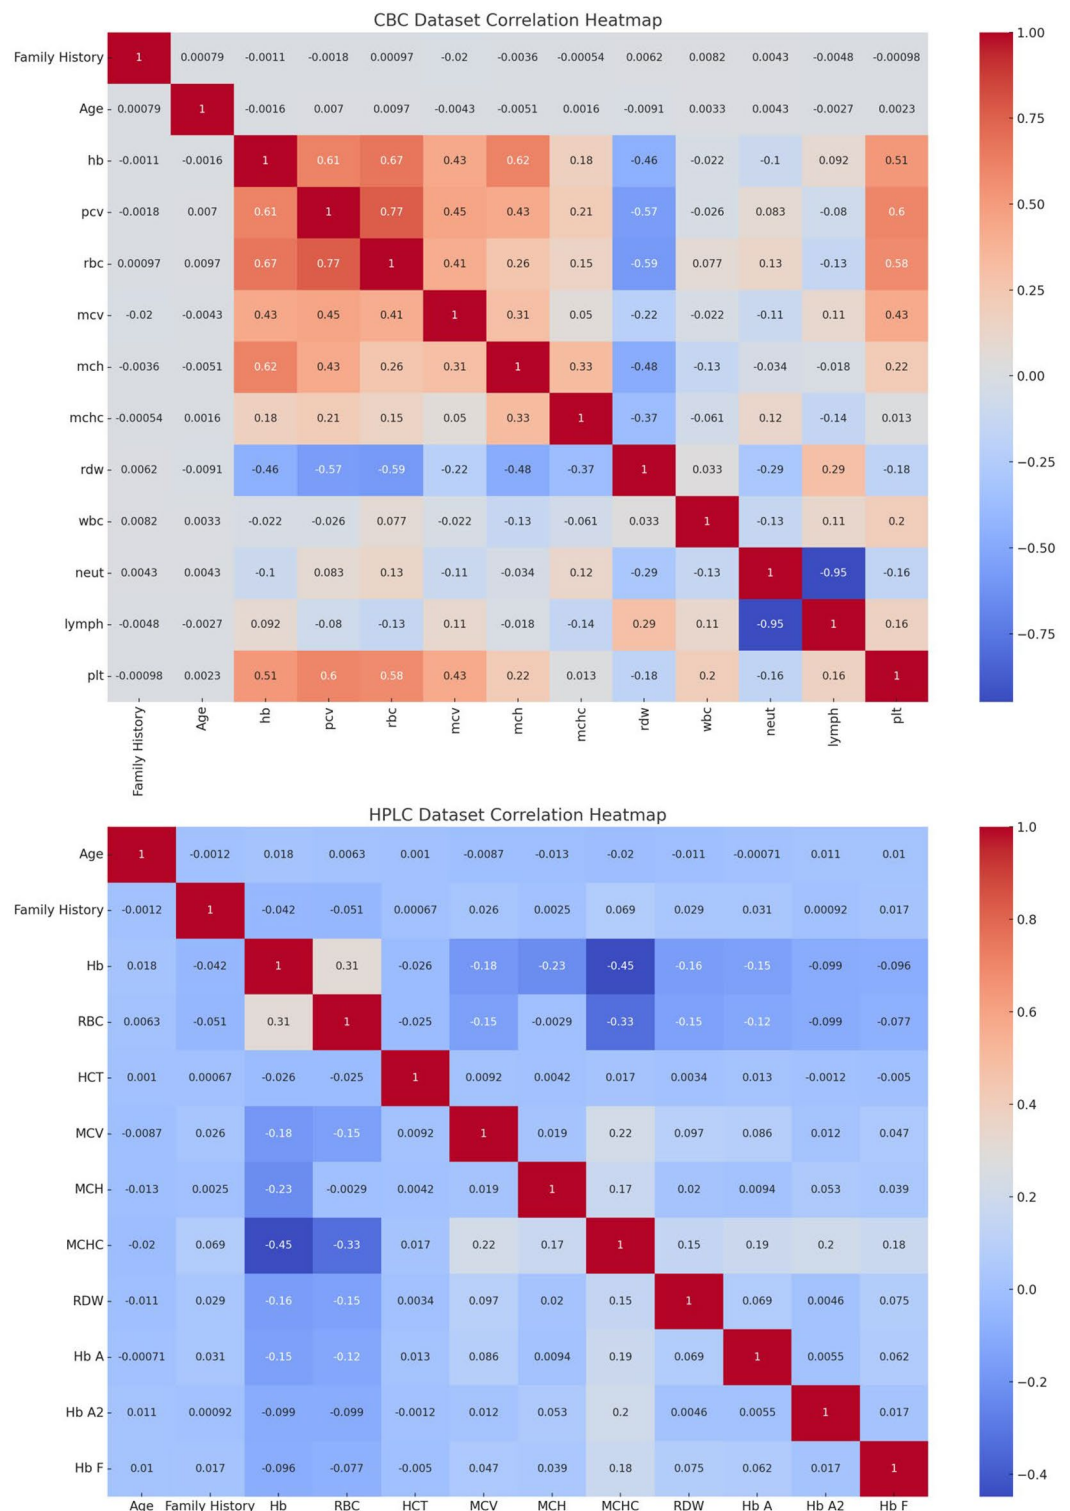 CBC Dataset Correlation Heatmap
Family History 1 0.00079 -0.0011 -0.0018 0.00097 -0.02 -0.0036 -0.00054 0.0062 0.0082 0.0043 -0.0048 -0.00098
Age 0.00079 1 -0.0016 0.007 0.0097 -0.0043 -0.0051 0.0016 -0.0091 0.0033 0.0043 -0.0027 0.0023
hb -0.0011 -0.0016 1 0.61 0.67 0.43 0.62 0.18 -0.46 -0.022 -0.1 0.092 0.51
pcv -0.0018 0.007 0.61 1 0.77 0.45 0.43 0.21 -0.57 -0.026 0.083 -0.08 0.6
rbc 0.00097 0.0097 0.67 0.77 1 0.41 0.26 0.15 -0.59 0.077 0.13 -0.13 0.58
mcv -0.02 -0.0043 0.43 0.45 0.41 1 0.31 0.05 -0.22 -0.022 -0.11 0.11 0.43
mch -0.0036 -0.0051 0.62 0.43 0.26 0.31 1 0.33 -0.48 -0.13 -0.034 -0.018 0.22
mchc -0.00054 0.0016 0.18 0.21 0.15 0.05 0.33 1 -0.37 -0.061 0.12 -0.14 0.013
rdw 0.0062 -0.0091 -0.46 -0.57 -0.59 -0.22 -0.48 -0.37 1 0.033 -0.29 0.29 -0.18
wbc 0.0082 0.0033 -0.022 -0.026 0.077 -0.022 -0.13 -0.061 0.033 1 -0.13 0.11 0.2
neut 0.0043 0.0043 -0.1 0.083 0.13 -0.11 -0.034 0.12 -0.29 -0.13 1 -0.95 -0.16
lymph -0.0048 -0.0027 0.092 -0.08 -0.13 0.11 -0.018 -0.14 0.29 0.11 -0.95 1 0.16
plt -0.00098 0.0023 0.51 0.6 0.58 0.43 0.22 0.013 -0.18 0.2 -0.16 0.16 1
Family History Age hb pcv rbc mcv mch mchc rdw wbc neut lymph plt
1.00
0.75
0.50
0.25
0.00
−0.25
−0.50
−0.75
HPLC Dataset Correlation Heatmap
Age 1 -0.0012 0.018 0.0063 0.001 -0.0087 -0.013 -0.02 -0.011 -0.00071 0.011 0.01
Family History -0.0012 1 -0.042 -0.051 0.00067 0.026 0.0025 0.069 0.029 0.031 0.00092 0.017
Hb 0.018 -0.042 1 0.31 -0.026 -0.18 -0.23 -0.45 -0.16 -0.15 -0.099 -0.096
RBC 0.0063 -0.051 0.31 1 -0.025 -0.15 -0.0029 -0.33 -0.15 -0.12 -0.099 -0.077
HCT 0.001 0.00067 -0.026 -0.025 1 0.0092 0.0042 0.017 0.0034 0.013 -0.0012 -0.005
MCV -0.0087 0.026 -0.18 -0.15 0.0092 1 0.019 0.22 0.097 0.086 0.012 0.047
MCH -0.013 0.0025 -0.23 -0.0029 0.0042 0.019 1 0.17 0.02 0.0094 0.053 0.039
MCHC -0.02 0.069 -0.45 -0.33 0.017 0.22 0.17 1 0.15 0.19 0.2 0.18
RDW -0.011 0.029 -0.16 -0.15 0.0034 0.097 0.02 0.15 1 0.069 0.0046 0.075
Hb A -0.00071 0.031 -0.15 -0.12 0.013 0.086 0.0094 0.19 0.069 1 0.0055 0.062
Hb A2 0.011 0.00092 -0.099 -0.099 -0.0012 0.012 0.053 0.2 0.0046 0.0055 1 0.017
Hb F 0.01 0.017 -0.096 -0.077 -0.005 0.047 0.039 0.18 0.075 0.062 0.017 1
Age Family History Hb RBC HCT MCV MCH MCHC RDW Hb A Hb A2 Hb F
1.0
0.8
0.6
0.4
0.2
0.0
−0.2
−0.4